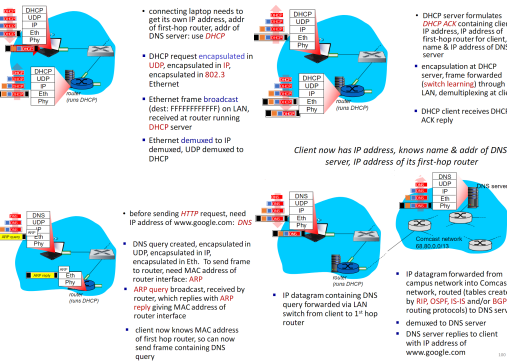 DHCP
UDP
IP
Eth
Phy
DHCP
UDP
IP
Eth
Phy
router
(runs DHCP)
▪ connecting laptop needs to
get its own IP address, addr
of first-hop router, addr of
DNS server: use DHCP
▪ DHCP request encapsulated in
UDP, encapsulated in IP,
encapsulated in 802.3
Ethernet
▪ Ethernet frame broadcast
(dest: FFFFFFFFFFFF) on LAN,
received at router running
DHCP server
▪ Ethernet demuxed to IP
demuxed, UDP demuxed to
DHCP
DHCP
UDP
IP
Eth
Phy
DHCP
UDP
IP
Eth
Phy
router
(runs DHCP)
• DHCP server formulates
DHCP ACK containing clien
IP address, IP address of
first-hop router for client,
name & IP address of DNS
server
▪ encapsulation at DHCP
server, frame forwarded
(switch learning) through
LAN, demultiplexing at clie
▪ DHCP client receives DHCP
ACK reply
Client now has IP address, knows name & addr of DNS
server, IP address of its first-hop router
DNS
UDP
IP
Eth
Phy
ARP query
ARP
ARP reply
ARP
Eth
Phy
router
(runs DHCP)
• before sending HTTP request, need
IP address of www.google.com: DNS
▪ DNS query created, encapsulated in
UDP, encapsulated in IP,
encapsulated in Eth. To send frame
to router, need MAC address of
router interface: ARP
▪ ARP query broadcast, received by
router, which replies with ARP
reply giving MAC address of
router interface
▪ client now knows MAC address
of first hop router, so can now
send frame containing DNS
query
DNS
UDP
IP
Eth
Phy
router
(runs DHCP)
▪ IP datagram containing DNS
query forwarded via LAN
switch from client to 1st hop
router
DNS
UDP
IP
Eth
Phy
DNS server
Comcast network
68.80.0.0/13
▪ IP datagram forwarded from
campus network into Comcas
network, routed (tables create
by RIP, OSPF, IS-IS and/or BGP
routing protocols) to DNS serv
▪ demuxed to DNS server
▪ DNS server replies to client
with IP address of
www.google.com